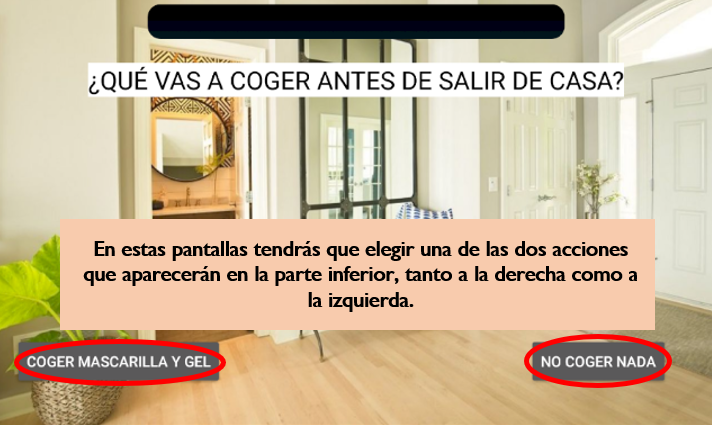 ¿QUÉ VAS A COGER ANTES DE SALIR DE CASA?
En estas pantallas tendrás que elegir una de las dos acciones
que aparecerán en la parte inferior, tanto a la derecha como a
la izquierda.
COGER MASCARILLA Y GEL
NO COGER NADA